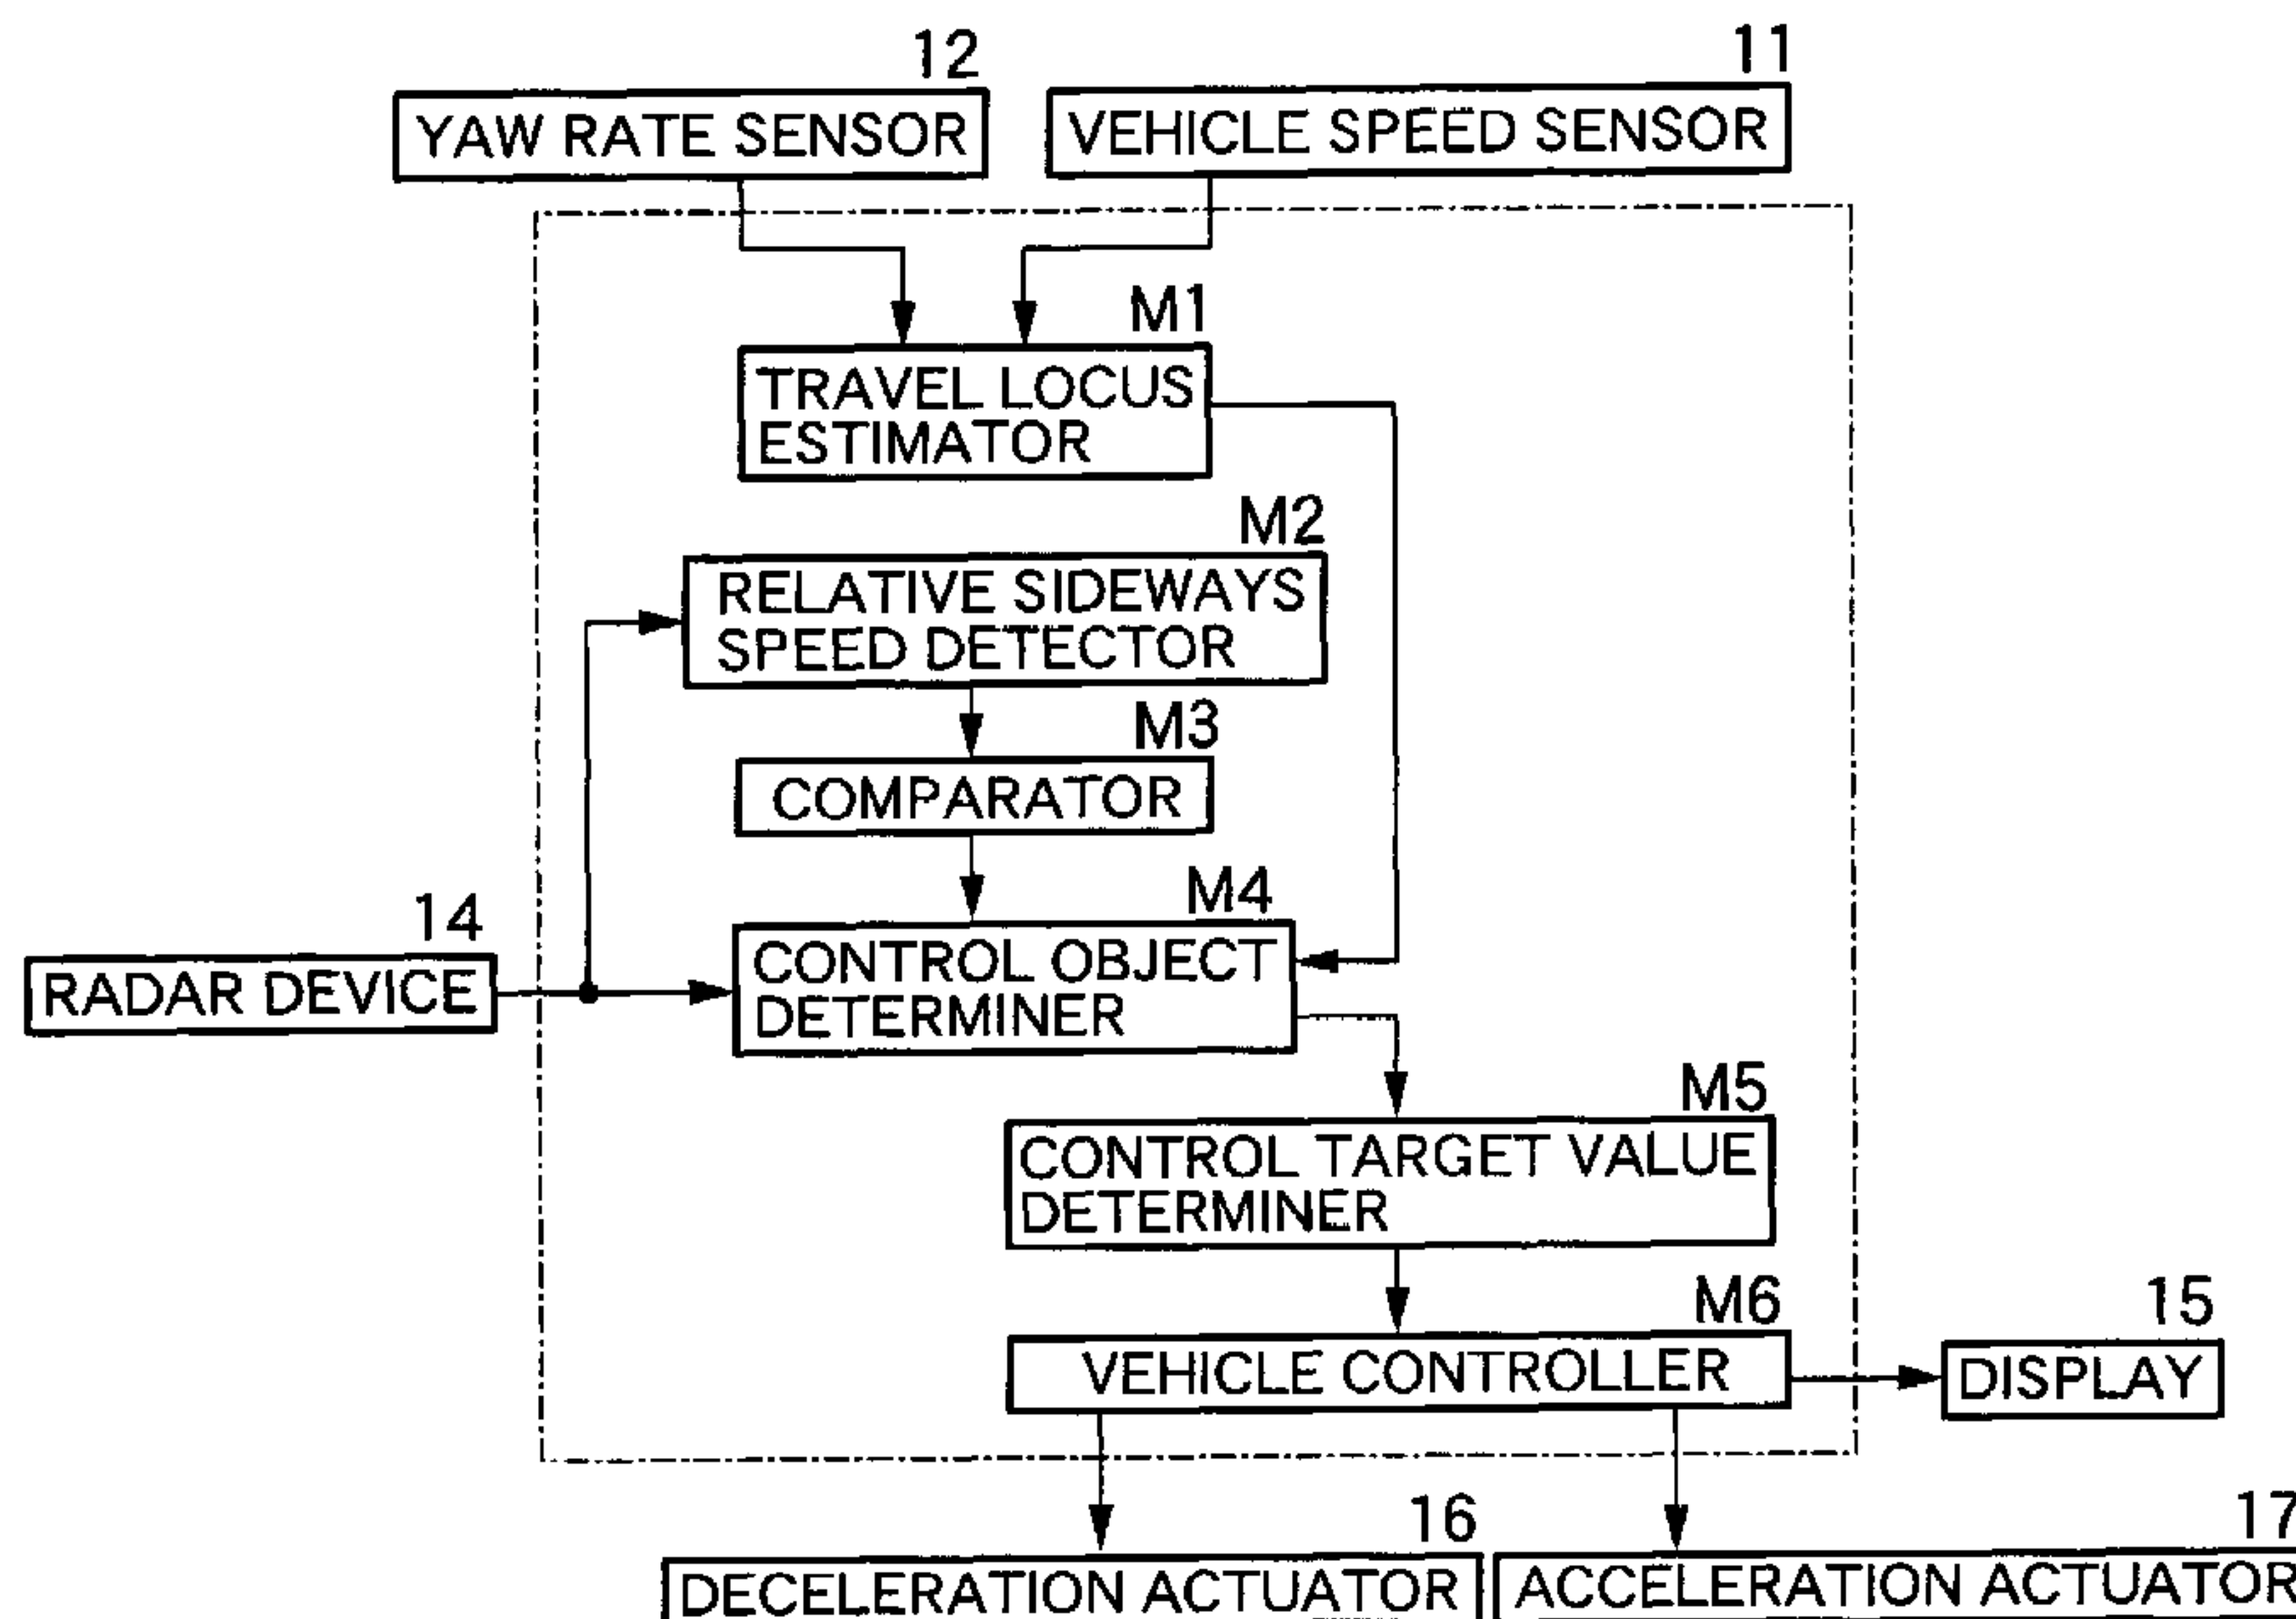 12
11
YAW RATE SENSOR
VEHICLE SPEED SENSOR
M1
TRAVEL LOCUS
ESTIMATOR
M2
RELATIVE SIDEWAYS
SPEED DETECTOR
M3
COMPARATOR
M4
CONTROL OBJECT
DETERMINER
14
RADAR DEVICE
M5
CONTROL TARGET VALUE
DETERMINER
M6
VEHICLE CONTROLLER
15
DISPLAY
16
DECELERATION ACTUATOR
17
ACCELERATION ACTUATOR